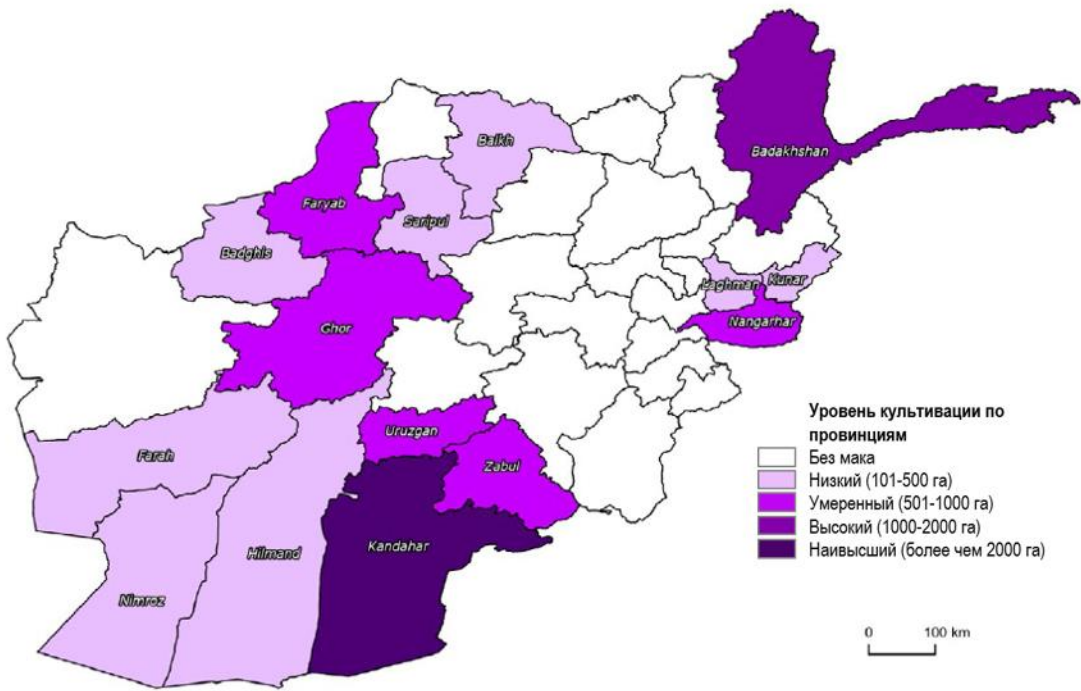 Balkh
Badakhshan
Faryab
Saripul
Badghis
Laghman
Kunar
Nangarhar
Ghor
Uruzgan
Farah
Zabul
Kandahar
Hilmand
Nimroz
Уровень культивации по
провинциям
Без мака
Низкий (101-500 га)
Умеренный (501-1000 га)
Высокий (1000-2000 га)
Наивысший (более чем 2000 га)
0 100 km